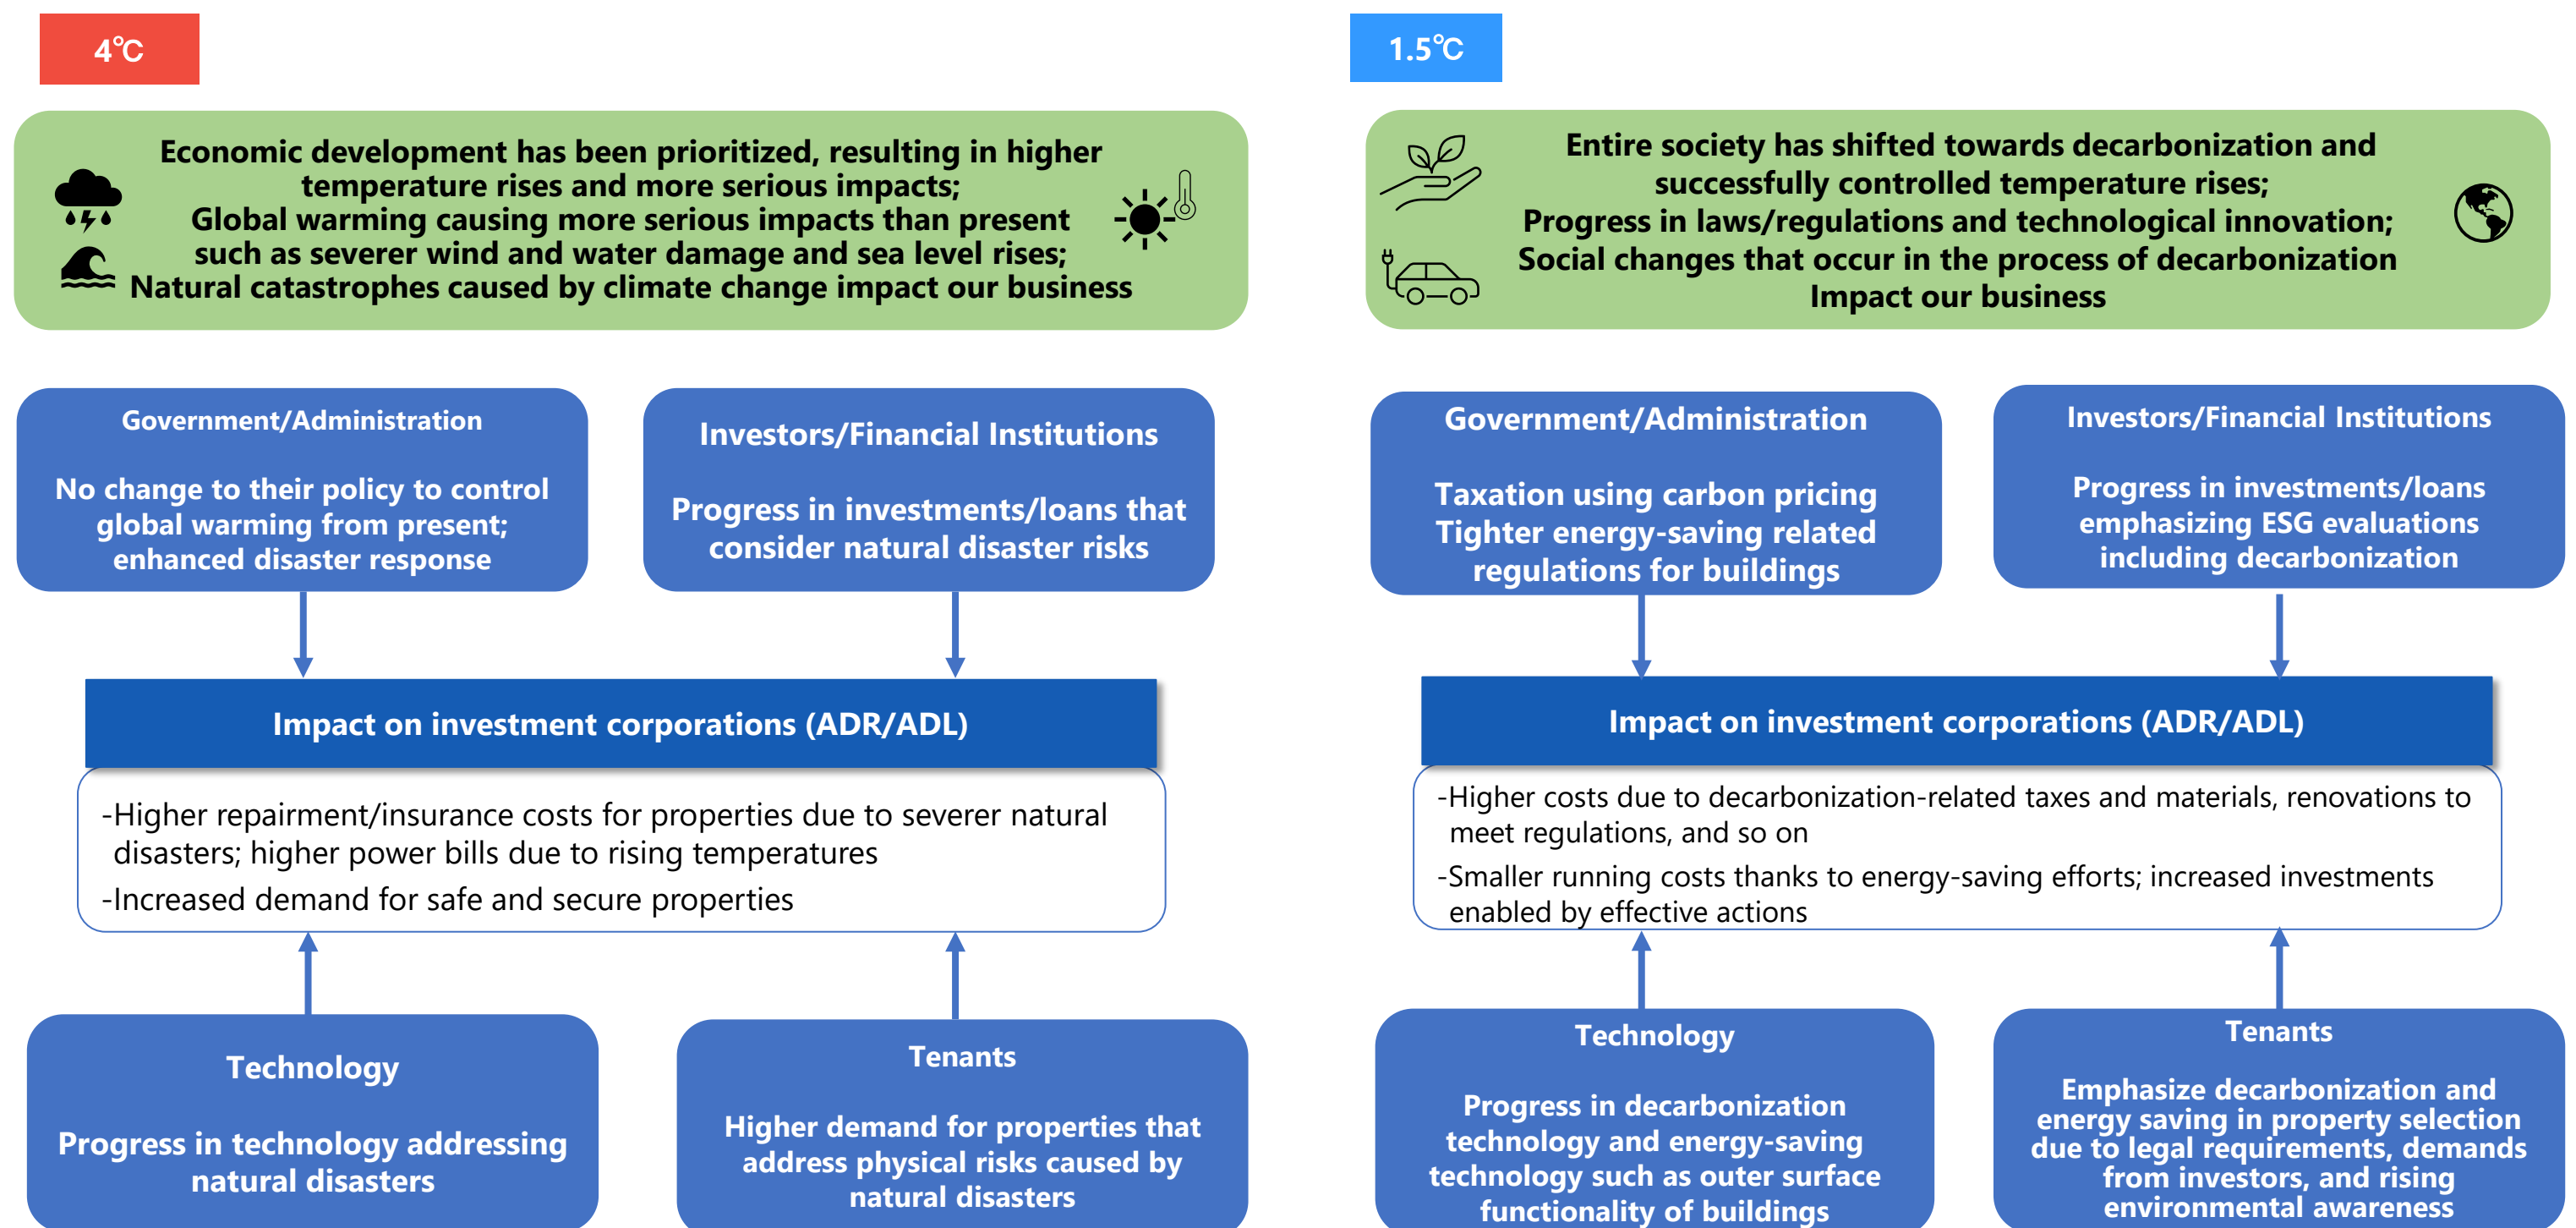 4℃
Economic development has been prioritized, resulting in higher
temperature rises and more serious impacts;
Global warming causing more serious impacts than present
such as severer wind and water damage and sea level rises;
Natural catastrophes caused by climate change impact our business
Government/Administration
No change to their policy to control
global warming from present;
enhanced disaster response
Investors/Financial Institutions
Progress in investments/loans that
consider natural disaster risks
Impact on investment corporations (ADR/ADL)
-Higher repairment/insurance costs for properties due to severer natural
disasters; higher power bills due to rising temperatures
-Increased demand for safe and secure properties
Technology
Progress in technology addressing
natural disasters
Tenants
Higher demand for properties that
address physical risks caused by
natural disasters
1.5℃
Entire society has shifted towards decarbonization and
successfully controlled temperature rises;
Progress in laws/regulations and technological innovation;
Social changes that occur in the process of decarbonization
Impact our business
Government/Administration
Taxation using carbon pricing
Tighter energy-saving related
regulations for buildings
Investors/Financial Institutions
Progress in investments/loans
emphasizing ESG evaluations
including decarbonization
Impact on investment corporations (ADR/ADL)
-Higher costs due to decarbonization-related taxes and materials, renovations to
meet regulations, and so on
-Smaller running costs thanks to energy-saving efforts; increased investments
enabled by effective actions
Technology
Progress in decarbonization
technology and energy-saving
technology such as outer surface
functionality of buildings
Tenants
Emphasize decarbonization and
energy saving in property selection
due to legal requirements, demands
from investors, and rising
environmental awareness